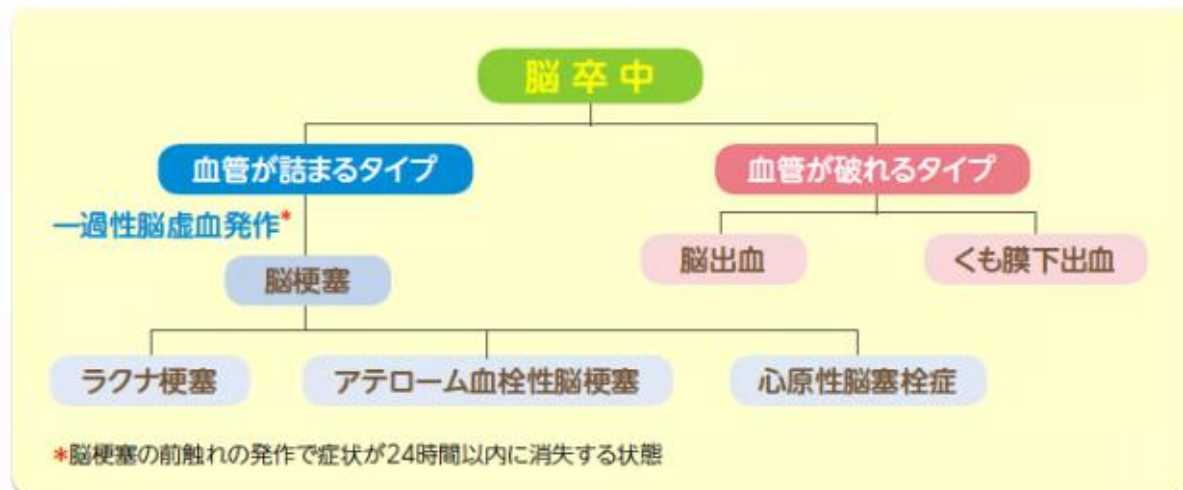 脳卒中
血管が詰まるタイプ
血管が破れるタイプ
一過性脳虚血発作*
脳出血
くも膜下出血
脳梗塞
ラクナ梗塞
アテローム血栓性脳梗塞
心原性脳塞栓症
*脳梗塞の前触れの発作で症状が24時間以内に消失する状態